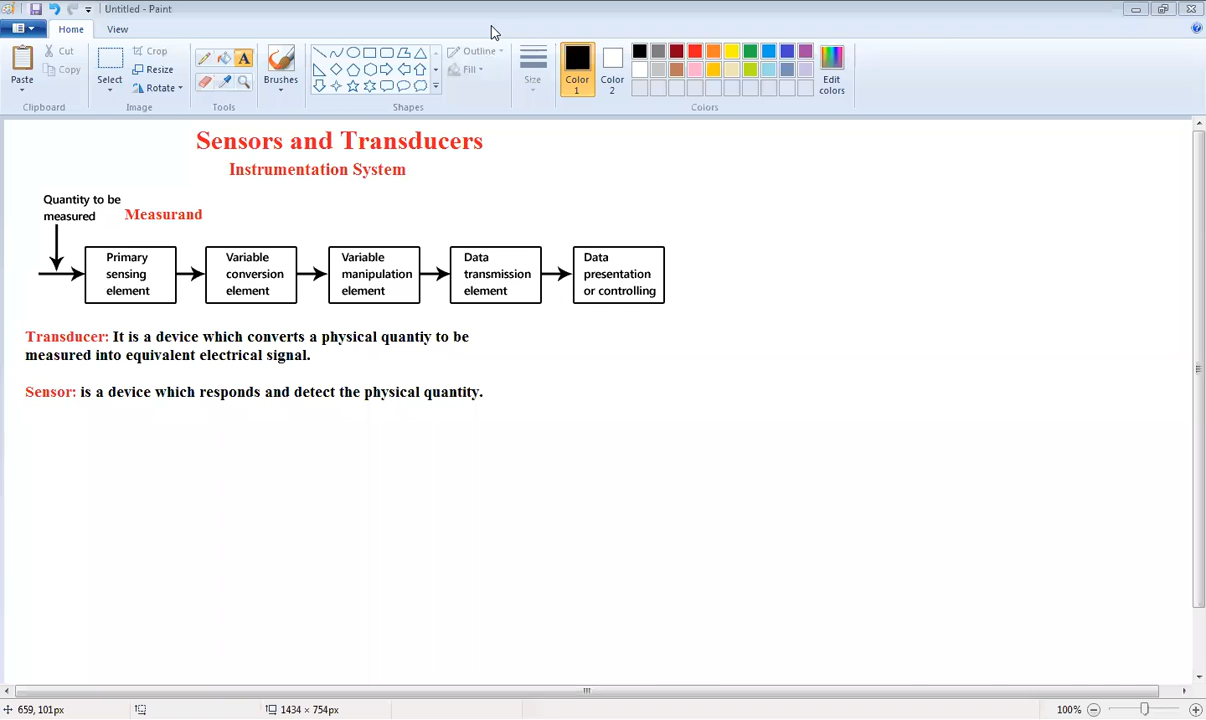 Untitled - Paint
Home
View
Paste
Cut
Copy
Clipboard
Select
Crop
Resize
Rotate
Image
A
Tools
Brushes
Outline
Fill
Shapes
Size
Color
1
Color
2
Edit
colors
Colors
Sensors and Transducers
Instrumentation System
Quantity to be
measured
Measurand
Primary
sensing
element
Variable
conversion
element
Variable
manipulation
element
Data
transmission
element
Data
presentation
or controlling
Transducer: It is a device which converts a physical quantiy to be
measured into equivalent electrical signal.
Sensor: is a device which responds and detect the physical quantity.
659, 101px
1434 × 754px
100%